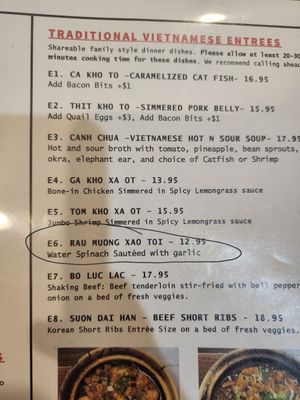 TRADITIONAL VIETNAMESE ENTREES
Shareable family style dinner dishes. Please allow at least 20-30
minutes cooking time for these dishes. We recommend calling ahea
E1. CA KHO TO -CARAMELIZED CAT FISH- 16.95
Add Bacon Bits +$1
E2. THIT KHO TO -SIMMERED PORK BELLY- 15.95
Add Quail Eggs +$3, Add Bacon Bits +$1
E3. CANH CHUA -VIETNAMESE HOT N SOUR SOUP- 17.95
Hot and sour broth with tomato, pineapple, bean sprouts,
okra, elephant ear, and choice of Catfish or Shrimp
E4. GA KHO XA OT - 13.95
Bone-in Chicken Simmered in Spicy Lemongrass sauce
E5. TOM KHO XA OT - 15.95
Jumbo Shrimp Simmered in Spicy Lemongrass sauce
E6. RAU MUONG XAO TOI - 12.95
Water Spinach Sautéed with garlic
E7. BO LUC LAC - 17.95
Shaking Beef: Beef tenderloin stir-fried with bell pepper
onion on a bed of fresh veggies.
E8. SUON DAI HAN - BEEF SHORT RIBS - 18.95
Korean Short Ribs Entrée Size on a bed of fresh veggies.